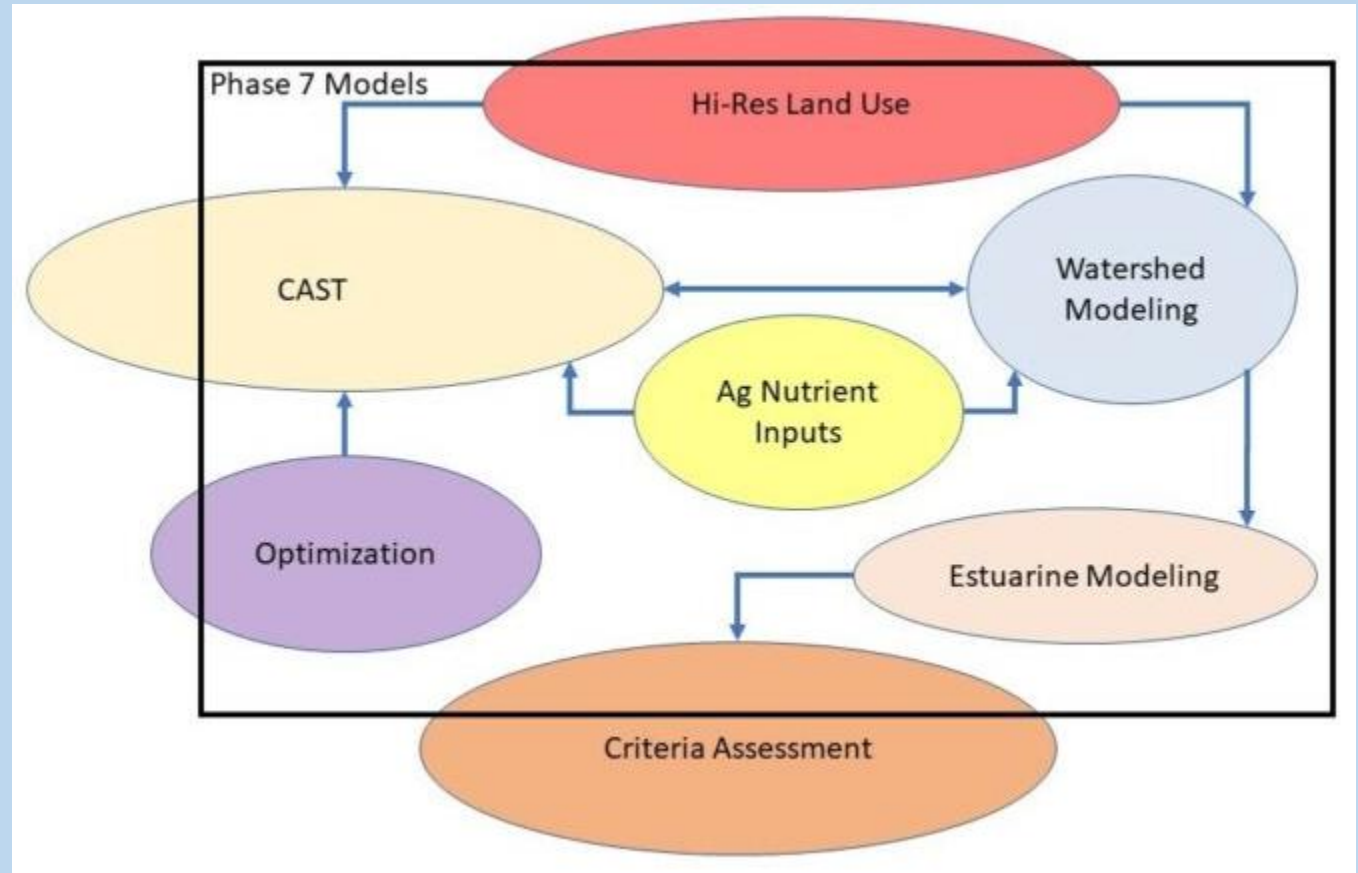 Phase 7 Models
Hi-Res Land Use
CAST
Watershed
Modeling
Ag Nutrient
Inputs
Optimization
Estuarine Modeling
Criteria Assessment